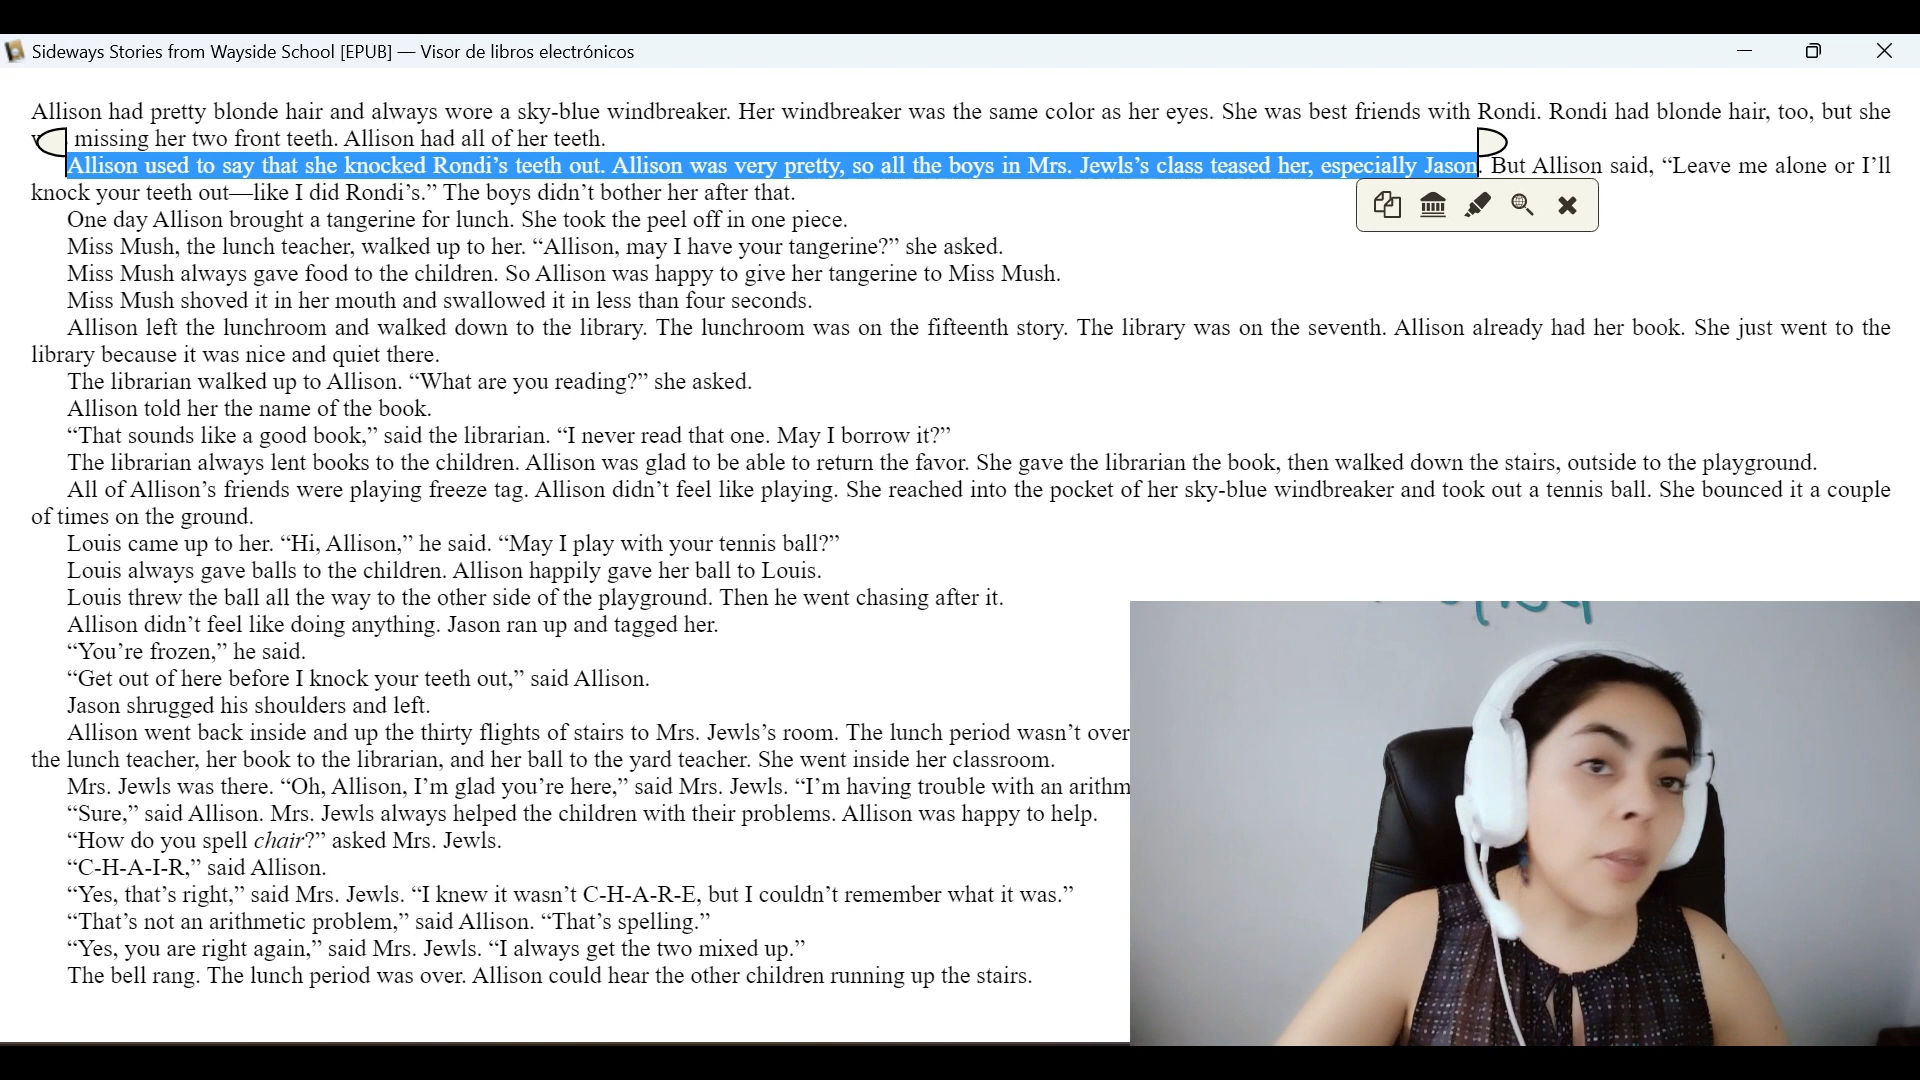 Sideways Stories from Wayside School [EPUB] — Visor de libros electrónicos
Allison had pretty blonde hair and always wore a sky-blue windbreaker. Her windbreaker was the same color as her eyes. She was best friends with Rondi. Rondi had blonde hair, too, but she
missing her two front teeth. Allison had all of her teeth.
Allison used to say that she knocked Rondi’s teeth out. Allison was very pretty, so all the boys in Mrs. Jewls’s class teased her, especially Jason. But Allison said, “Leave me alone or I’ll
knock your teeth out—like I did Rondi’s.” The boys didn’t bother her after that.
One day Allison brought a tangerine for lunch. She took the peel off in one piece.
Miss Mush, the lunch teacher, walked up to her. “Allison, may I have your tangerine?” she asked.
Miss Mush always gave food to the children. So Allison was happy to give her tangerine to Miss Mush.
Miss Mush shoved it in her mouth and swallowed it in less than four seconds.
Allison left the lunchroom and walked down to the library. The lunchroom was on the fifteenth story. The library was on the seventh. Allison already had her book. She just went to the
library because it was nice and quiet there.
The librarian walked up to Allison. “What are you reading?” she asked.
Allison told her the name of the book.
“That sounds like a good book,” said the librarian. “I never read that one. May I borrow it?”
The librarian always lent books to the children. Allison was glad to be able to return the favor. She gave the librarian the book, then walked down the stairs, outside to the playground.
All of Allison’s friends were playing freeze tag. Allison didn’t feel like playing. She reached into the pocket of her sky-blue windbreaker and took out a tennis ball. She bounced it a couple
of times on the ground.
Louis came up to her. “Hi, Allison,” he said. “May I play with your tennis ball?”
Louis always gave balls to the children. Allison happily gave her ball to Louis.
Louis threw the ball all the way to the other side of the playground. Then he went chasing after it.
Allison didn’t feel like doing anything. Jason ran up and tagged her.
“You’re frozen,” he said.
“Get out of here before I knock your teeth out,” said Allison.
Jason shrugged his shoulders and left.
Allison went back inside and up the thirty flights of stairs to Mrs. Jewls’s room. The lunch period wasn’t over
the lunch teacher, her book to the librarian, and her ball to the yard teacher. She went inside her classroom.
Mrs. Jewls was there. “Oh, Allison, I’m glad you’re here,” said Mrs. Jewls. “I’m having trouble with an arithm
“Sure,” said Allison. Mrs. Jewls always helped the children with their problems. Allison was happy to help.
“How do you spell chair?” asked Mrs. Jewls.
“C-H-A-I-R,” said Allison.
“Yes, that’s right,” said Mrs. Jewls. “I knew it wasn’t C-H-A-R-E, but I couldn’t remember what it was.”
“That’s not an arithmetic problem,” said Allison. “That’s spelling.”
“Yes, you are right again,” said Mrs. Jewls. “I always get the two mixed up.”
The bell rang. The lunch period was over. Allison could hear the other children running up the stairs.